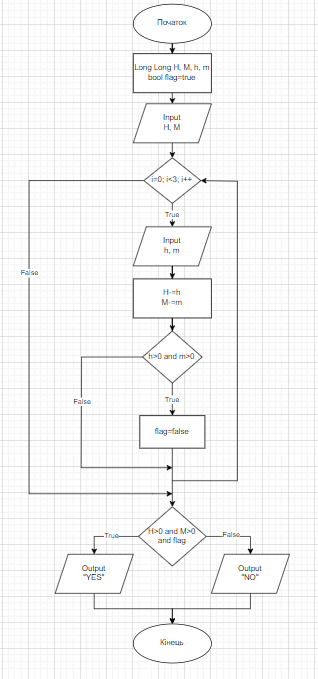 Початок
Long Long H, M, h, m
bool flag=true
Input
H, M
i=0; i<3; i++
True
Input
h, m
False
H-=h
M-=m
h>0 and m>0
False
True
flag=false
H>0 and M>0
and flag
True
False
Output
"YES"
Output
"NO"
Кінець